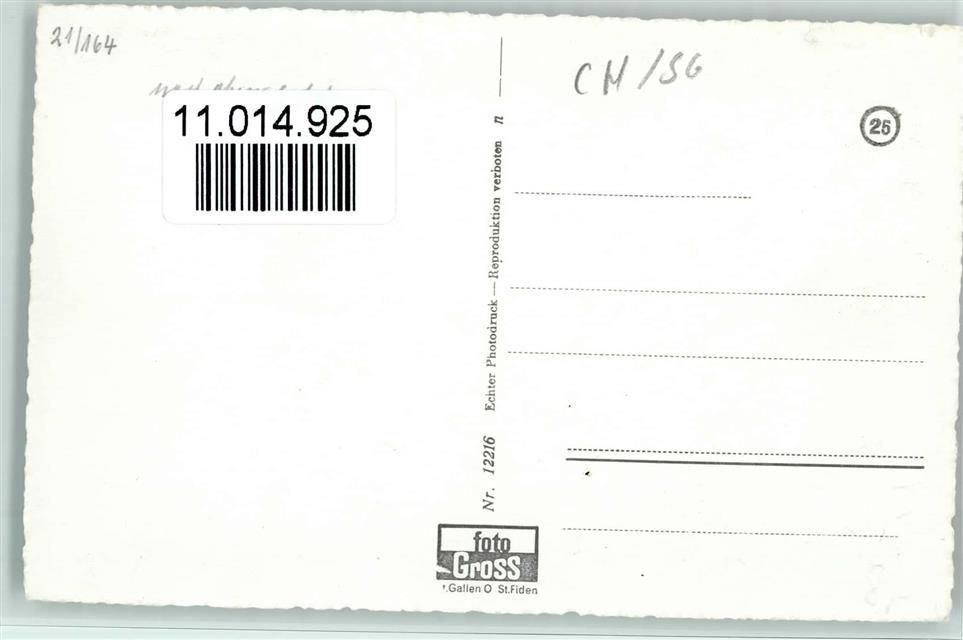 21/164
11.014.925
CH/SG
25
Nr. 12216 Echter Photodruck — Reproduktion verboten n
foto
Gross
t.Gallen O St.Fiden